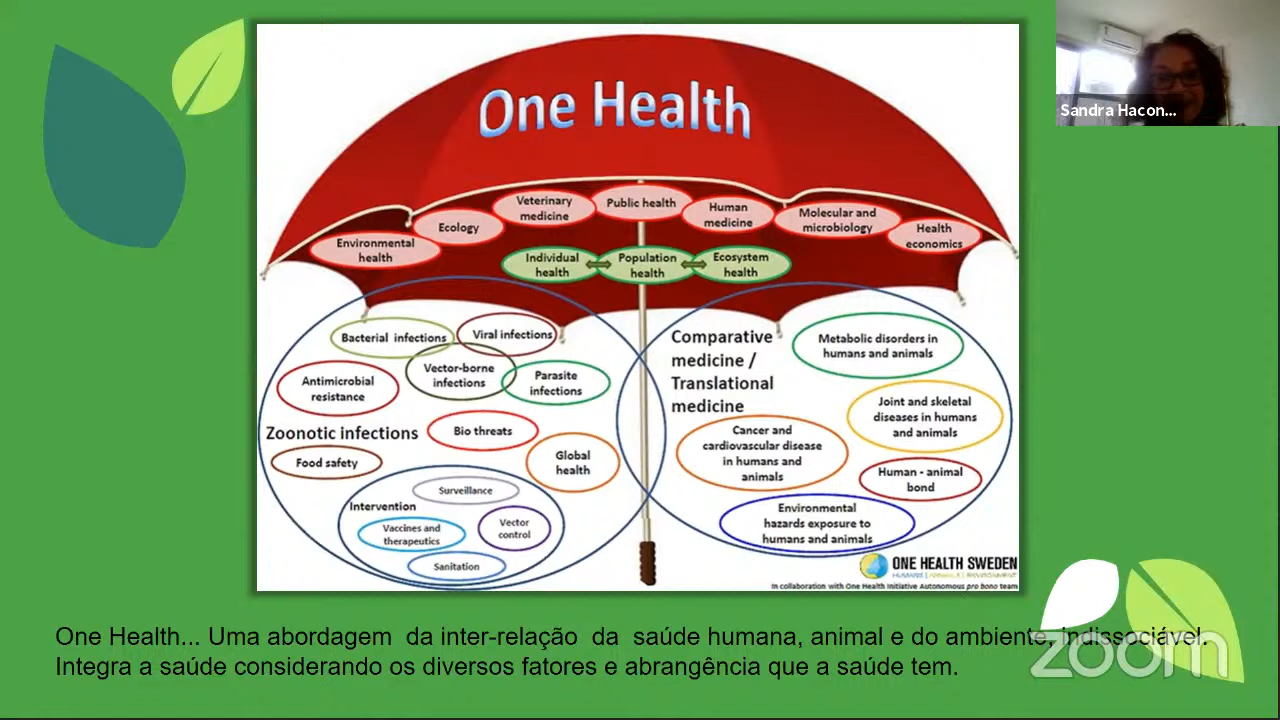 One Health
Sandra Hacon...
Veterinary
medicine
Public health
Human
medicine
Molecular and
microbiology
Ecology
Environmental
health
Health
economics
Individual
health
Population
health
Ecosystem
health
Bacterial infections
Viral infections
Vector-borne
infections
Parasite
infections
Antimicrobial
resistance
Zoonotic infections
Bio threats
Food safety
Global
health
Intervention
Surveillance
Vaccines and
therapeutics
Vector
control
Sanitation
Comparative
medicine /
Translational
medicine
Metabolic disorders in
humans and animals
Joint and skeletal
diseases in humans
and animals
Cancer and
cardiovascular disease
in humans and
animals
Human - animal
bond
Environmental
hazards exposure to
humans and animals
ONE HEALTH SWEDEN
HUMANS | ANIMALS | ENVIRONMENT
In collaboration with One Health Initiative Autonomous pro bono team
One Health... Uma abordagem da inter-relação da saúde humana, animal e do ambiente, indissociável.
Integra a saúde considerando os diversos fatores e abrangência que a saúde tem.
zoom